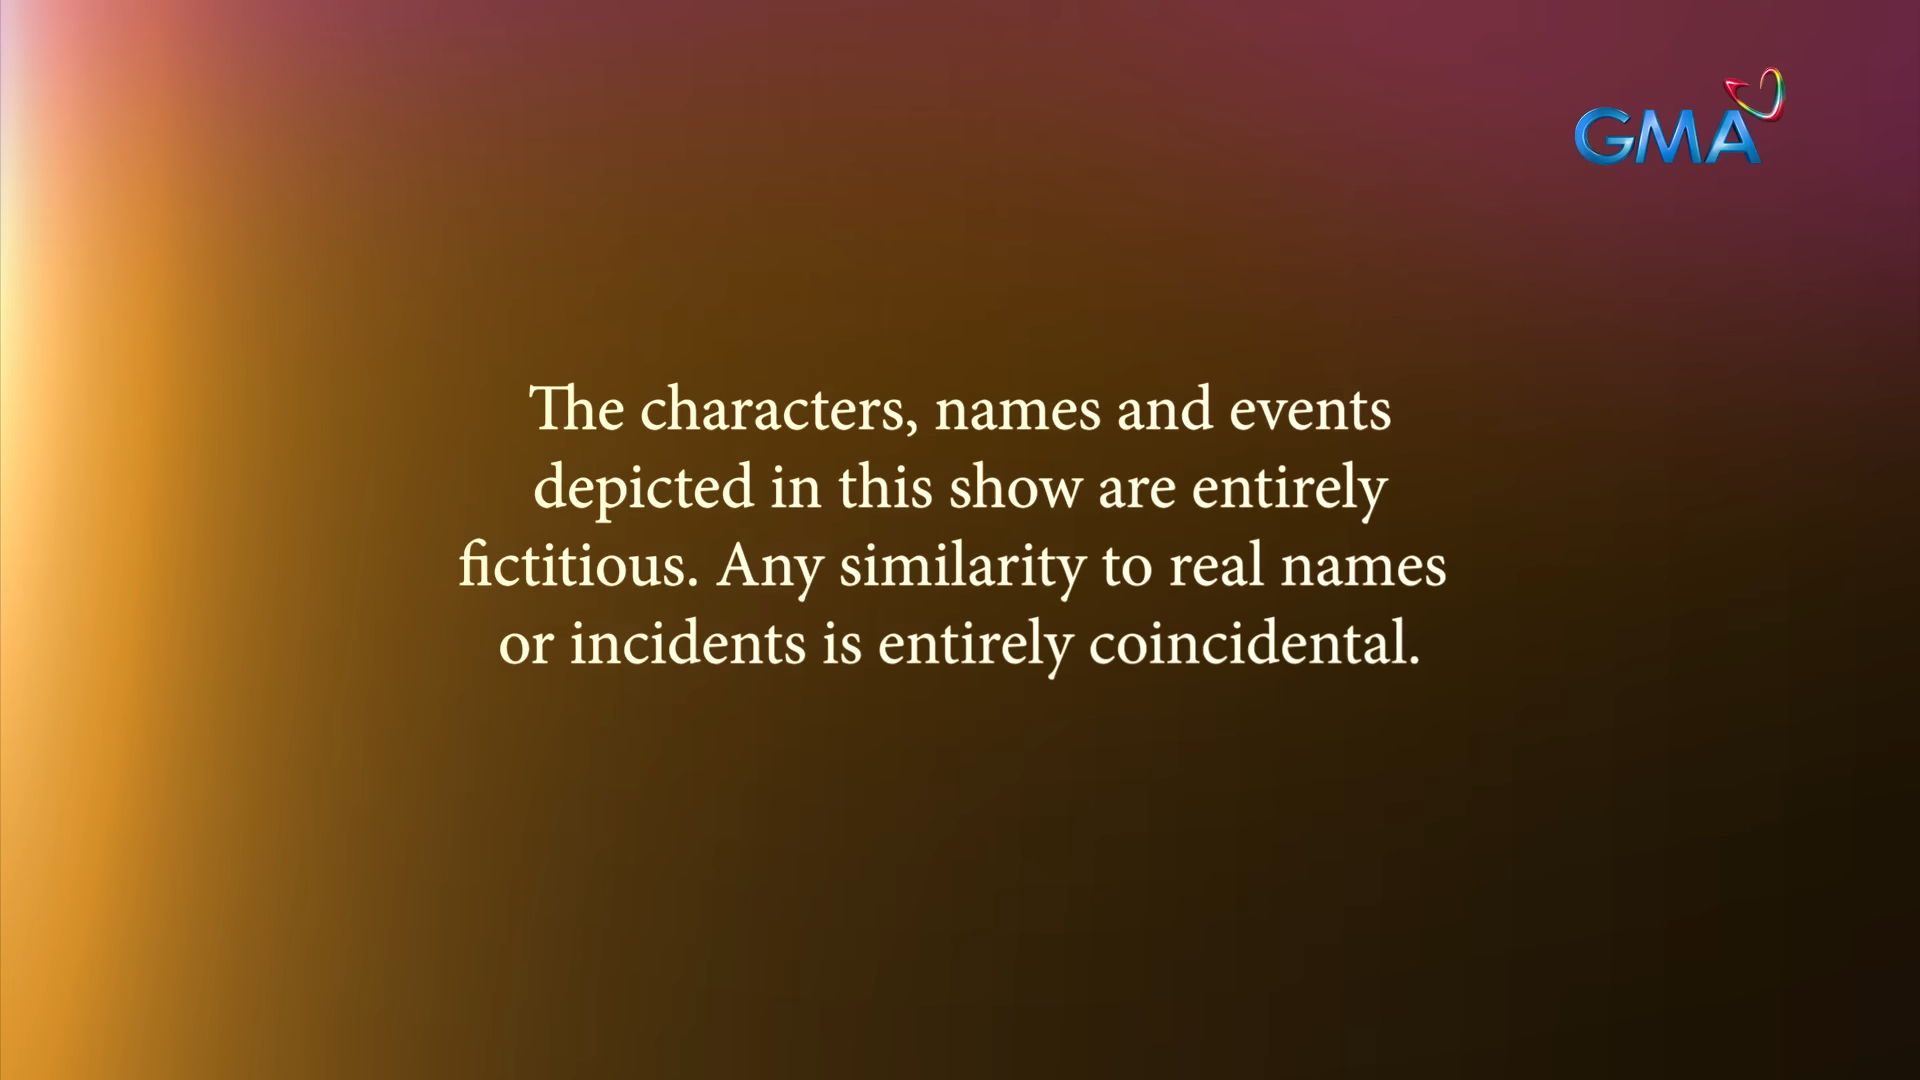 GMA
The characters, names and events
depicted in this show are entirely
fictitious. Any similarity to real names
or incidents is entirely coincidental.